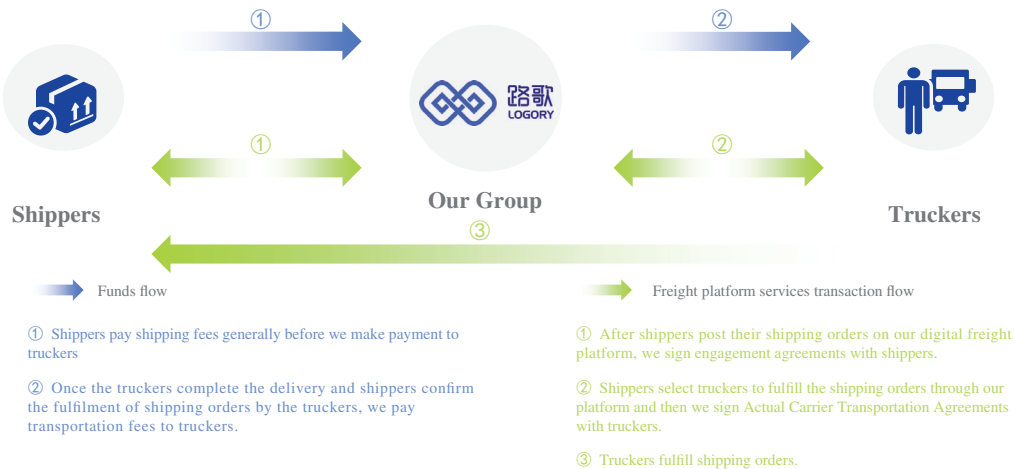 ①
②
路歌
LOGORY
①
②
Shippers
Our Group
Truckers
③
Funds flow
Freight platform services transaction flow
① Shippers pay shipping fees generally before we make payment to
truckers
② Once the truckers complete the delivery and shippers confirm
the fulfilment of shipping orders by the truckers, we pay
transportation fees to truckers.
① After shippers post their shipping orders on our digital freight
platform, we sign engagement agreements with shippers.
② Shippers select truckers to fulfill the shipping orders through our
platform and then we sign Actual Carrier Transportation Agreements
with truckers.
③ Truckers fulfill shipping orders.